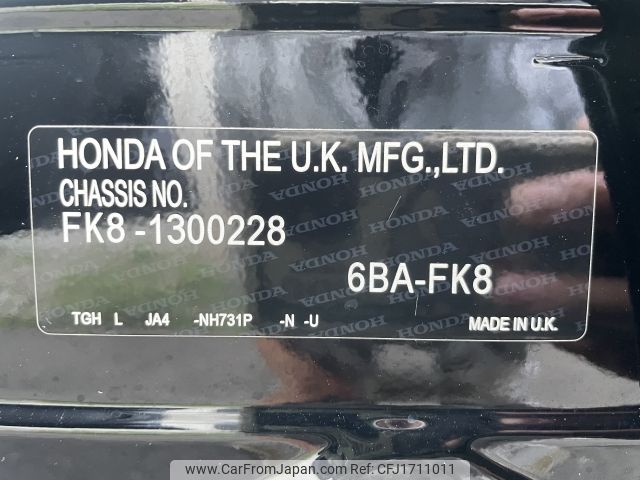 HONDA OF THE U.K. MFG.,LTD.
CHASSIS NO.
FK8-1300228
6BA-FK8
TGH L JA4 -NH731P -N -U
MADE IN U.K.
www.CarFromJapan.com | Ref No: CFJ1711011